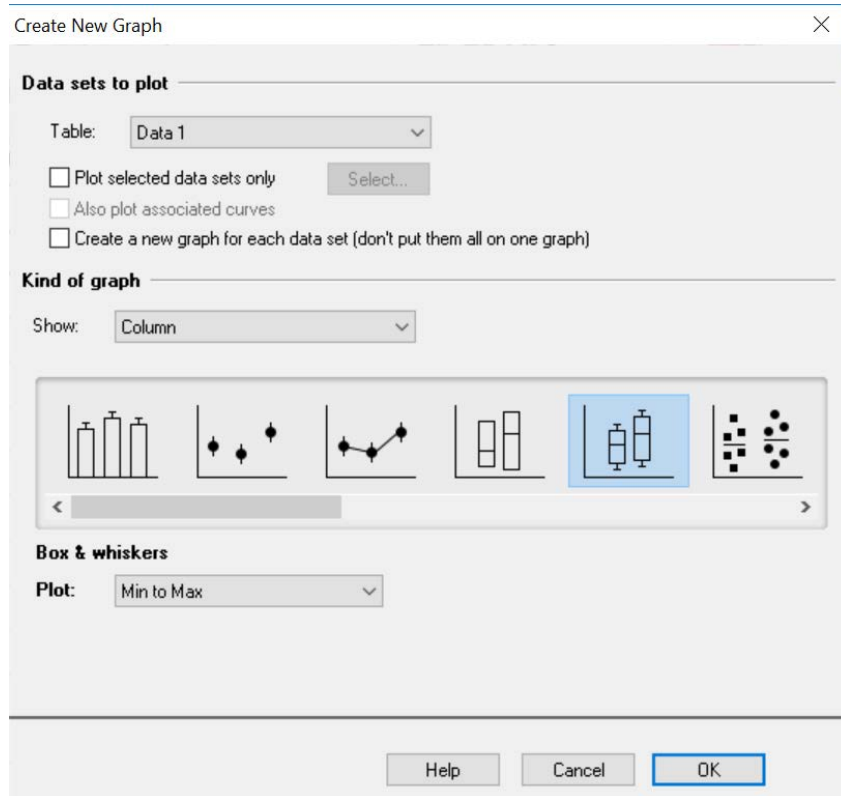 Create New Graph
Data sets to plot
Table: Data 1
Plot selected data sets only Select...
Also plot associated curves
Create a new graph for each data set (don't put them all on one graph)
Kind of graph
Show: Column
Box & whiskers
Plot: Min to Max
Help Cancel OK